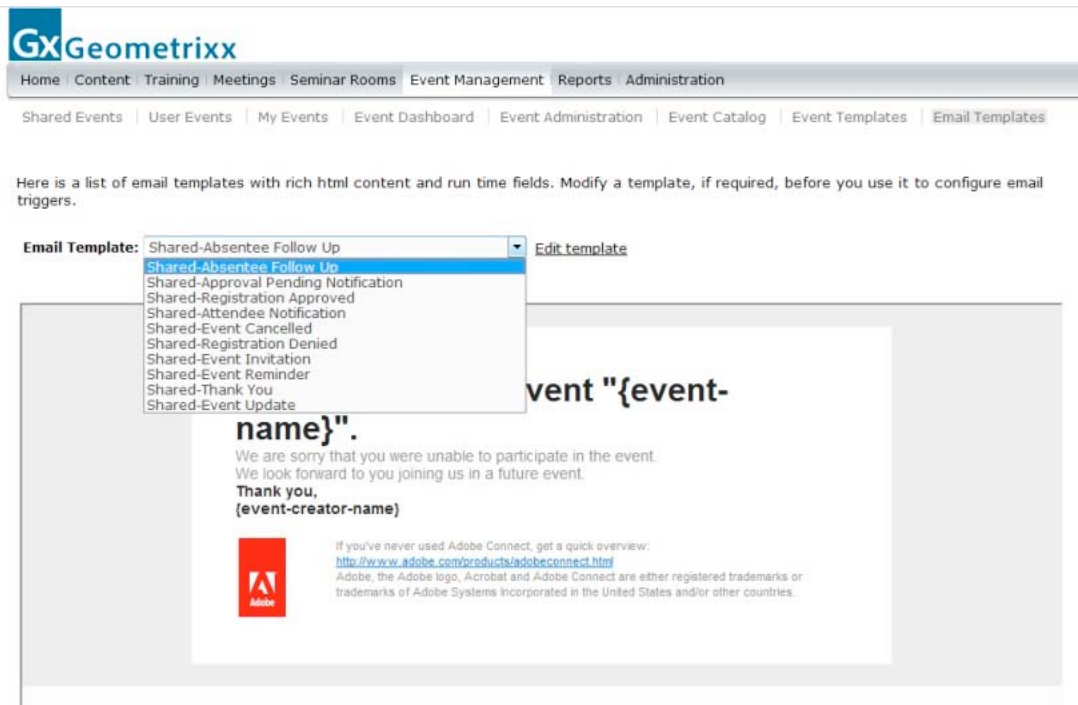 Gx Geometrixx
Home Content Training Meetings Seminar Rooms Event Management Reports Administration
Shared Events User Events My Events Event Dashboard Event Administration Event Catalog Event Templates Email Templates
Here is a list of email templates with rich html content and run time fields. Modify a template, if required, before you use it to configure email
triggers.
Email Template: Shared-Absentee Follow Up Edit template
Shared-Absentee Follow Up
Shared-Approval Pending Notification
Shared-Registration Approved
Shared-Attendee Notification
Shared-Event Cancelled
Shared-Registration Denied
Shared-Event Invitation
Shared-Event Reminder
Shared-Thank You
Shared-Event Update
vent "{event-
name}".
We are sorry that you were unable to participate in the event.
We look forward to you joining us in a future event.
Thank you,
{event-creator-name}
If you've never used Adobe Connect, get a quick overview:
http://www.adobe.com/products/adobeconnect.html
Adobe, the Adobe logo, Acrobat and Adobe Connect are either registered trademarks or
trademarks of Adobe Systems Incorporated in the United States and/or other countries.
Adobe